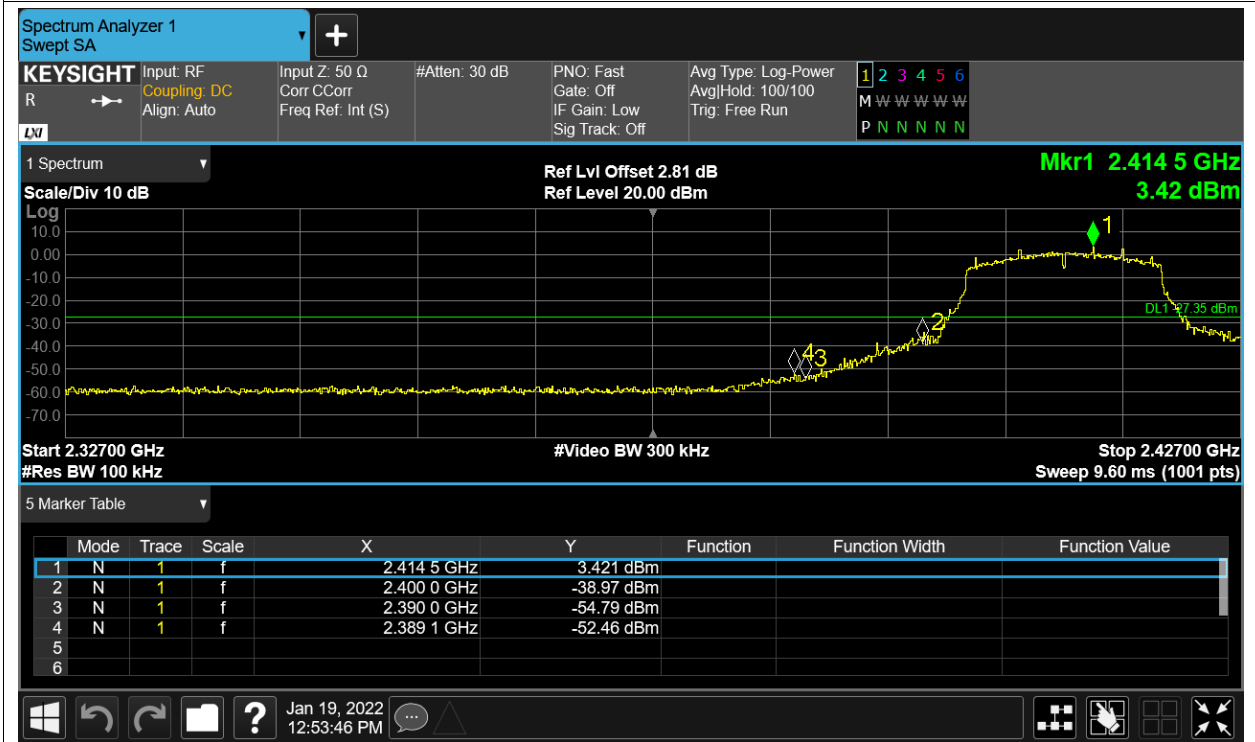 Spectrum Analyzer 1
Swept SA
+
KEYSIGHT
R
LXI
Input: RF
Coupling: DC
Align: Auto
Input Z: 50 Ω
Corr CCorr
Freq Ref: Int (S)
#Atten: 30 dB
PNO: Fast
Gate: Off
IF Gain: Low
Sig Track: Off
Avg Type: Log-Power
Avg|Hold: 100/100
Trig: Free Run
1 2 3 4 5 6
M W W W W W
P N N N N N
1 Spectrum
Scale/Div 10 dB
Ref Lvl Offset 2.81 dB
Ref Level 20.00 dBm
Mkr1 2.414 5 GHz
3.42 dBm
Log
10.0
0.00
-10.0
-20.0
-30.0
-40.0
-50.0
-60.0
-70.0
1
2
4
3
DL1 -27.35 dBm
Start 2.32700 GHz
#Video BW 300 kHz
Stop 2.42700 GHz
#Res BW 100 kHz
Sweep 9.60 ms (1001 pts)
5 Marker Table
Mode Trace Scale X Y Function Function Width Function Value
1 N 1 f 2.414 5 GHz 3.421 dBm
2 N 1 f 2.400 0 GHz -38.97 dBm
3 N 1 f 2.390 0 GHz -54.79 dBm
4 N 1 f 2.389 1 GHz -52.46 dBm
5
6
?
Jan 19, 2022
12:53:46 PM